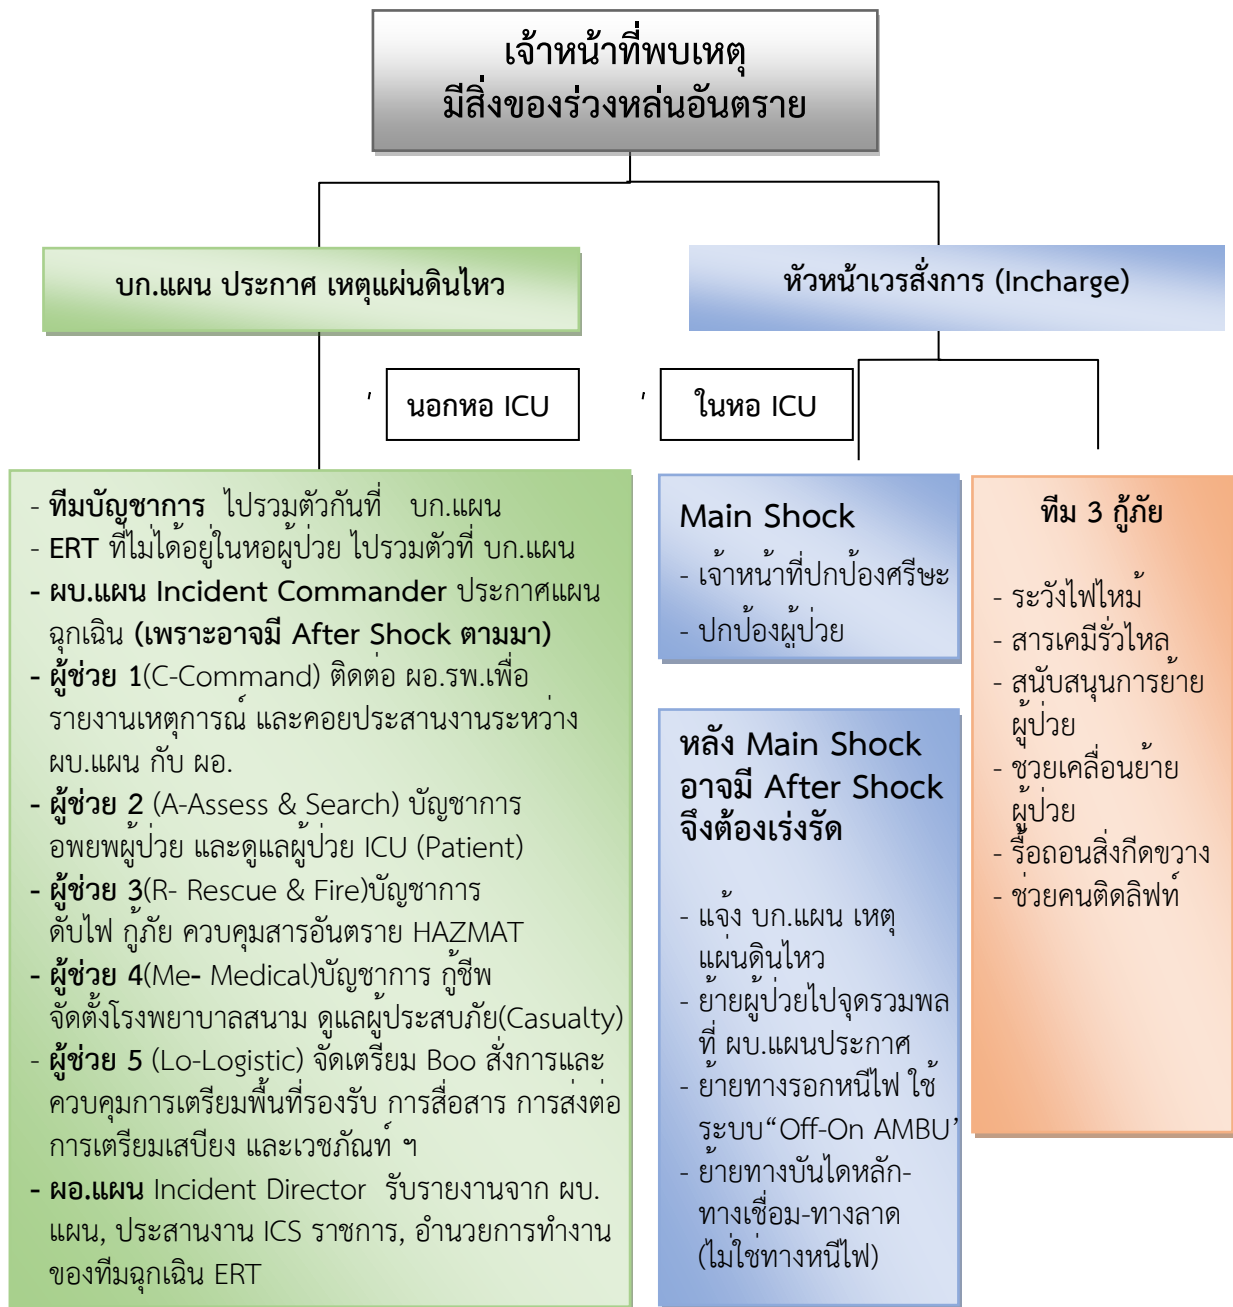 เจ้าหน้าที่พบเหตุ
มีสิ่งของร่วงหล่นอันตราย
บก.แผน ประกาศ เหตุแผ่นดินไหว
หัวหน้าเวรสั่งการ (Incharge)
' นอกหอ ICU
' ในหอ ICU
- ทีมบัญชาการ ไปรวมตัวกันที่ บก.แผน
- ERT ที่ไม่ได้อยู่ในหอผู้ป่วย ไปรวมตัวที่ บก.แผน
- ผบ.แผน Incident Commander ประกาศแผน
ฉุกเฉิน (เพราะอาจมี After Shock ตามมา)
- ผู้ช่วย 1(C-Command) ติดต่อ ผอ.รพ.เพื่อ
รายงานเหตุการณ์ และคอยประสานงานระหว่าง
ผบ.แผน กับ ผอ.
- ผู้ช่วย 2 (A-Assess & Search) บัญชาการ
อพยพผู้ป่วย และดูแลผู้ป่วย ICU (Patient)
- ผู้ช่วย 3(R- Rescue & Fire)บัญชาการ
ดับไฟ กู้ภัย ควบคุมสารอันตราย HAZMAT
- ผู้ช่วย 4(Me- Medical)บัญชาการ กู้ชีพ
จัดตั้งโรงพยาบาลสนาม ดูแลผู้ประสบภัย(Casualty)
- ผู้ช่วย 5 (Lo-Logistic) จัดเตรียม Boo สั่งการและ
ควบคุมการเตรียมพื้นที่รองรับ การสื่อสาร การส่งต่อ
การเตรียมเสบียง และเวชภัณท์ ฯ
- ผอ.แผน Incident Director รับรายงานจาก ผบ.
แผน, ประสานงาน ICS ราชการ, อำนวยการทำงาน
ของทีมฉุกเฉิน ERT
Main Shock
- เจ้าหน้าที่ปกป้องศรีษะ
- ปกป้องผู้ป่วย
หลัง Main Shock
อาจมี After Shock
จึงต้องเร่งรัด
- แจ้ง บก.แผน เหตุ
แผ่นดินไหว
- ย้ายผู้ป่วยไปจุดรวมพล
ที่ ผบ.แผนประกาศ
- ย้ายทางรอกหนีไฟ ใช้
ระบบ“Off-On AMBU’
- ย้ายทางบันไดหลัก-
ทางเชื่อม-ทางลาด
(ไม่ใช่ทางหนีไฟ)
ทีม 3 กู้ภัย
- ระวังไฟไหม้
- สารเคมีรั่วไหล
- สนับสนุนการย้าย
ผู้ป่วย
- ชวยเคลื่อนย้าย
ผู้ป่วย
- รื้อถอนสิ่งกีดขวาง
- ช่วยคนติดลิฟท์